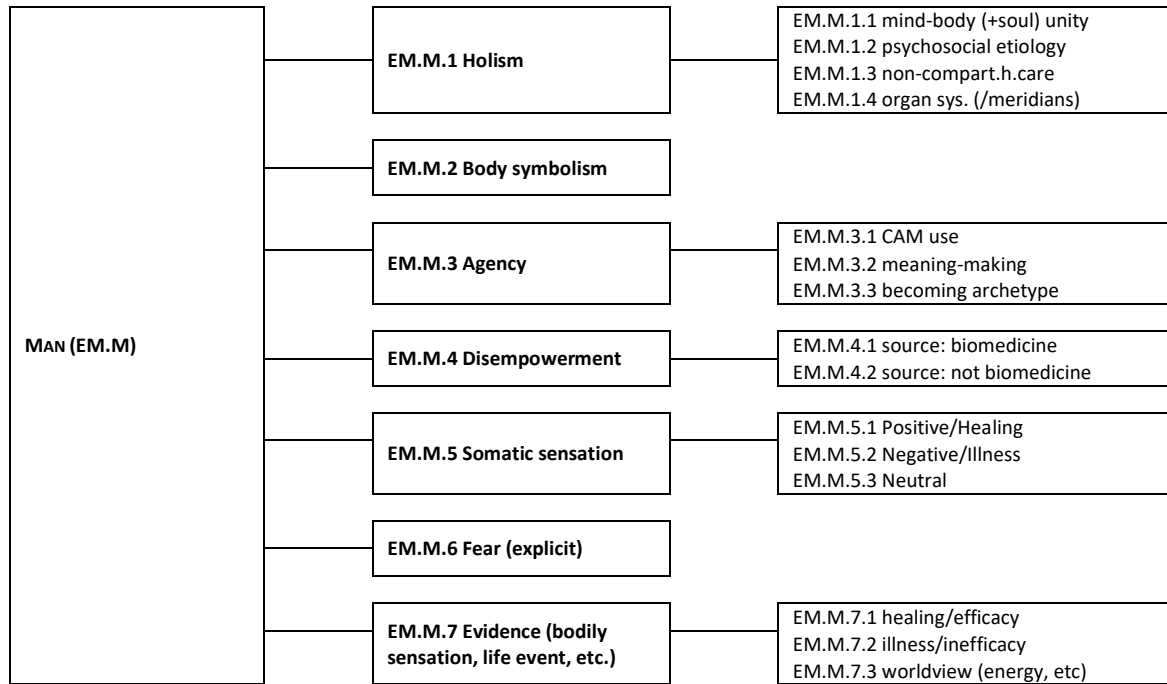 MAN (EM.M)
EM.M.1 Holism
EM.M.1.1 mind-body (+soul) unity
EM.M.1.2 psychosocial etiology
EM.M.1.3 non-compart.h.care
EM.M.1.4 organ sys. (/meridians)
EM.M.2 Body symbolism
EM.M.3 Agency
EM.M.3.1 CAM use
EM.M.3.2 meaning-making
EM.M.3.3 becoming archetype
EM.M.4 Disempowerment
EM.M.4.1 source: biomedicine
EM.M.4.2 source: not biomedicine
EM.M.5 Somatic sensation
EM.M.5.1 Positive/Healing
EM.M.5.2 Negative/Illness
EM.M.5.3 Neutral
EM.M.6 Fear (explicit)
EM.M.7 Evidence (bodily
sensation, life event, etc.)
EM.M.7.1 healing/efficacy
EM.M.7.2 illness/inefficacy
EM.M.7.3 worldview (energy, etc)